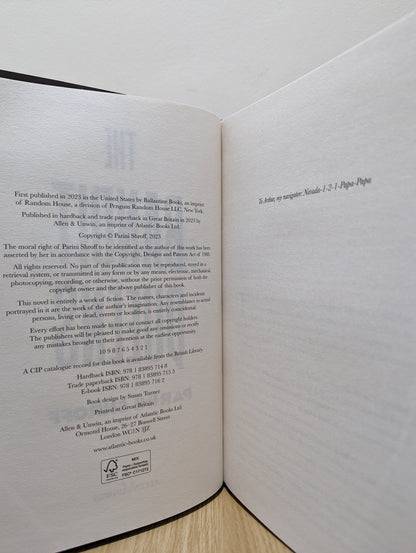 First published in 2023 in the United States by Ballantine Books, an imprint
of Random House, a division of Penguin Random House LLC, New York.
Published in hardback and trade paperback in Great Britain in 2023 by
Allen & Unwin, an imprint of Atlantic Books Ltd.
Copyright © Parini Shroff, 2023
The moral right of Parini Shroff to be identified as the author of this work has been
asserted by her in accordance with the Copyright, Designs and Patents Act of 1988.
All rights reserved. No part of this publication may be reproduced, stored in a
retrieval system, or transmitted in any form or by any means, electronic, mechanical,
photocopying, recording, or otherwise, without the prior permission of both the
copyright owner and the above publisher of this book.
This novel is entirely a work of fiction. The names, characters and incidents
portrayed in it are the work of the author's imagination. Any resemblance to actual
persons, living or dead, events or localities, is entirely coincidental.
Every effort has been made to trace or contact all copyright holders.
The publishers will be pleased to make good any omissions or rectify
any mistakes brought to their attention at the earliest opportunity.
10 9 8 7 6 5 4 3 2 1
A CIP catalogue record for this book is available from the British Library
Hardback ISBN: 978 1 83895 714 8
Trade paperback ISBN: 978 1 83895 715 5
E-book ISBN: 978 1 83895 716 2
Book design by Susan Turner
Printed in Great Britain
Allen & Unwin, an imprint of Atlantic Books Ltd
Ormond House, 26–27 Boswell Street
London WC1N 3JZ
www.atlantic-books.co.uk
FSC
MIX
To Arthur, my navigator: Niner-1-2-1-Papa-Papa